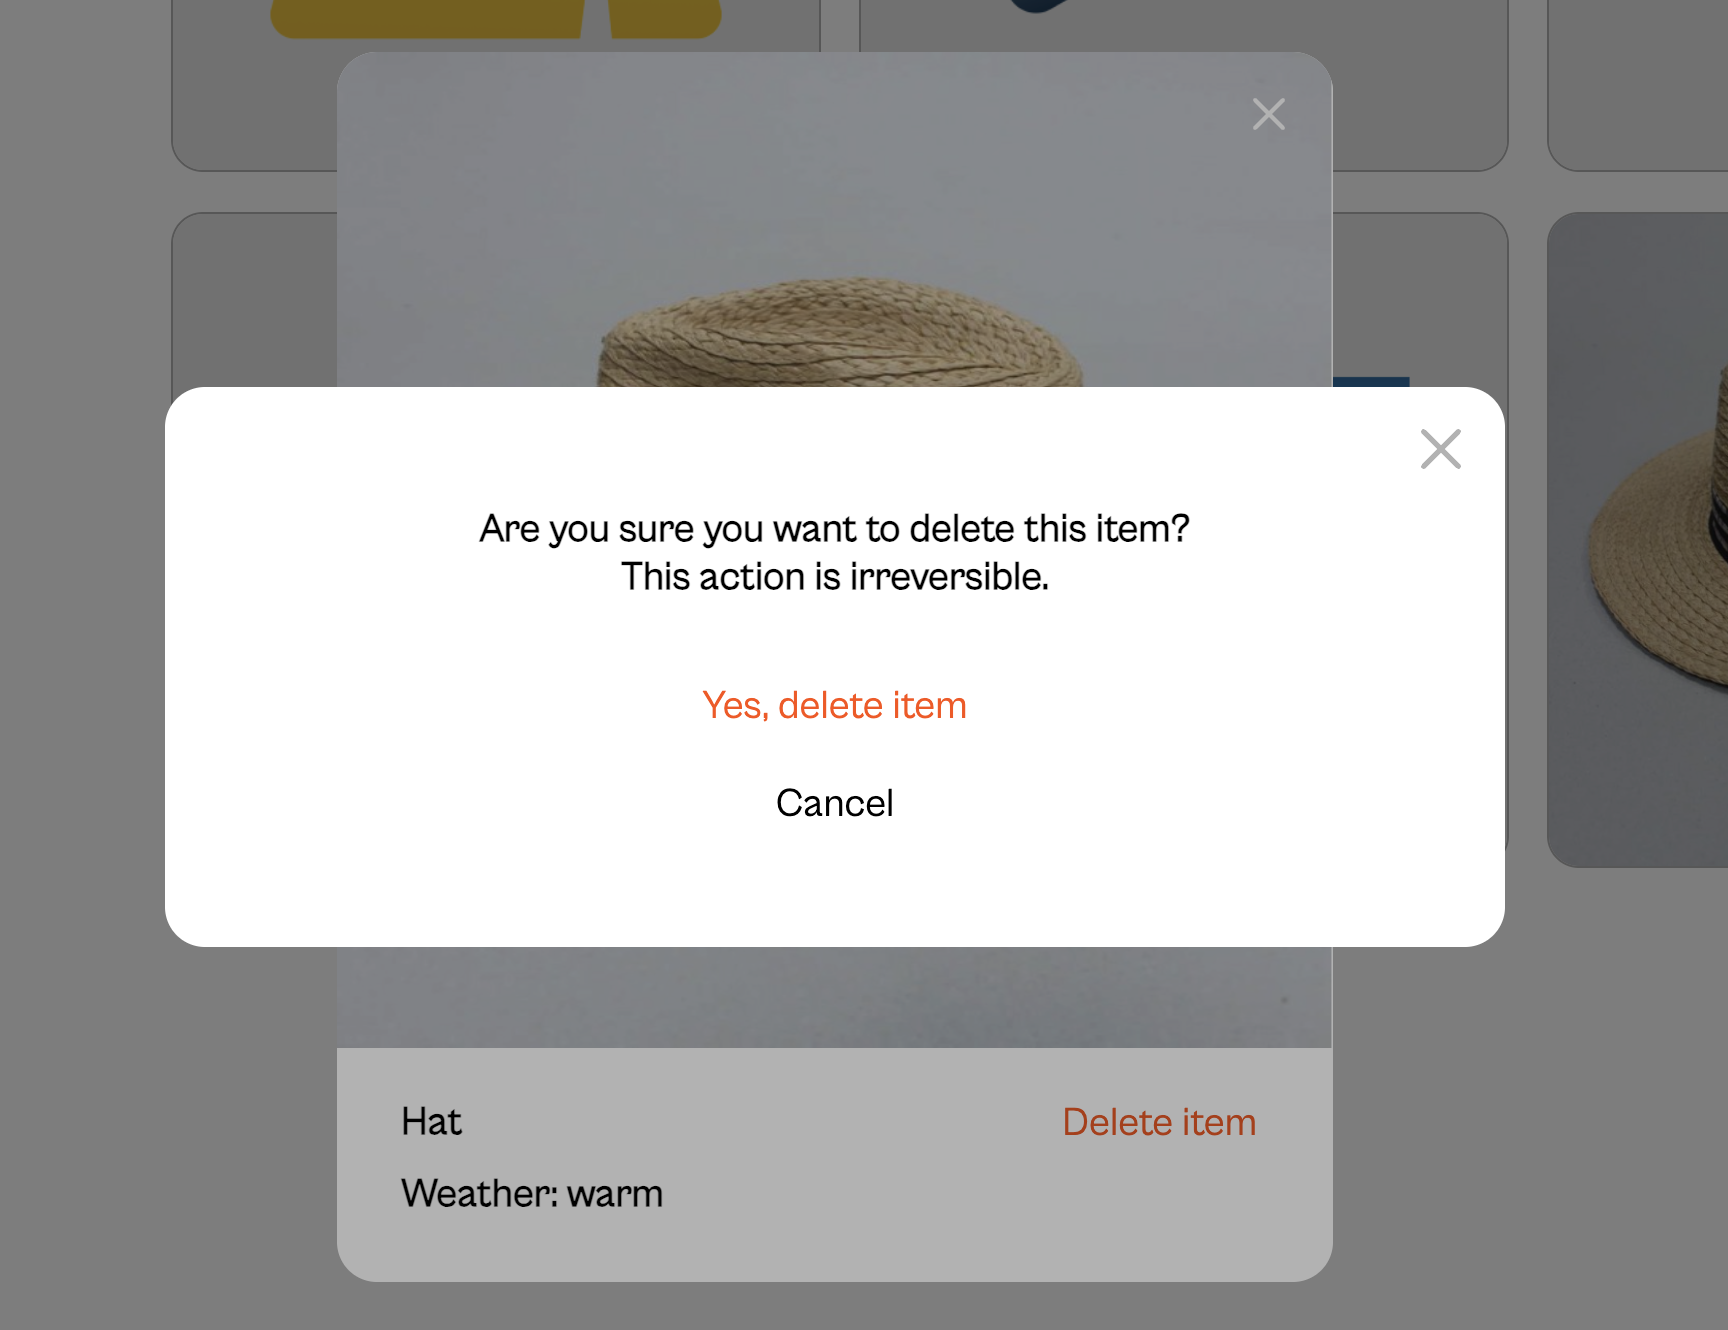 Are you sure you want to delete this item?
This action is irreversible.
Yes, delete item
Cancel
Hat
Delete item
Weather: warm